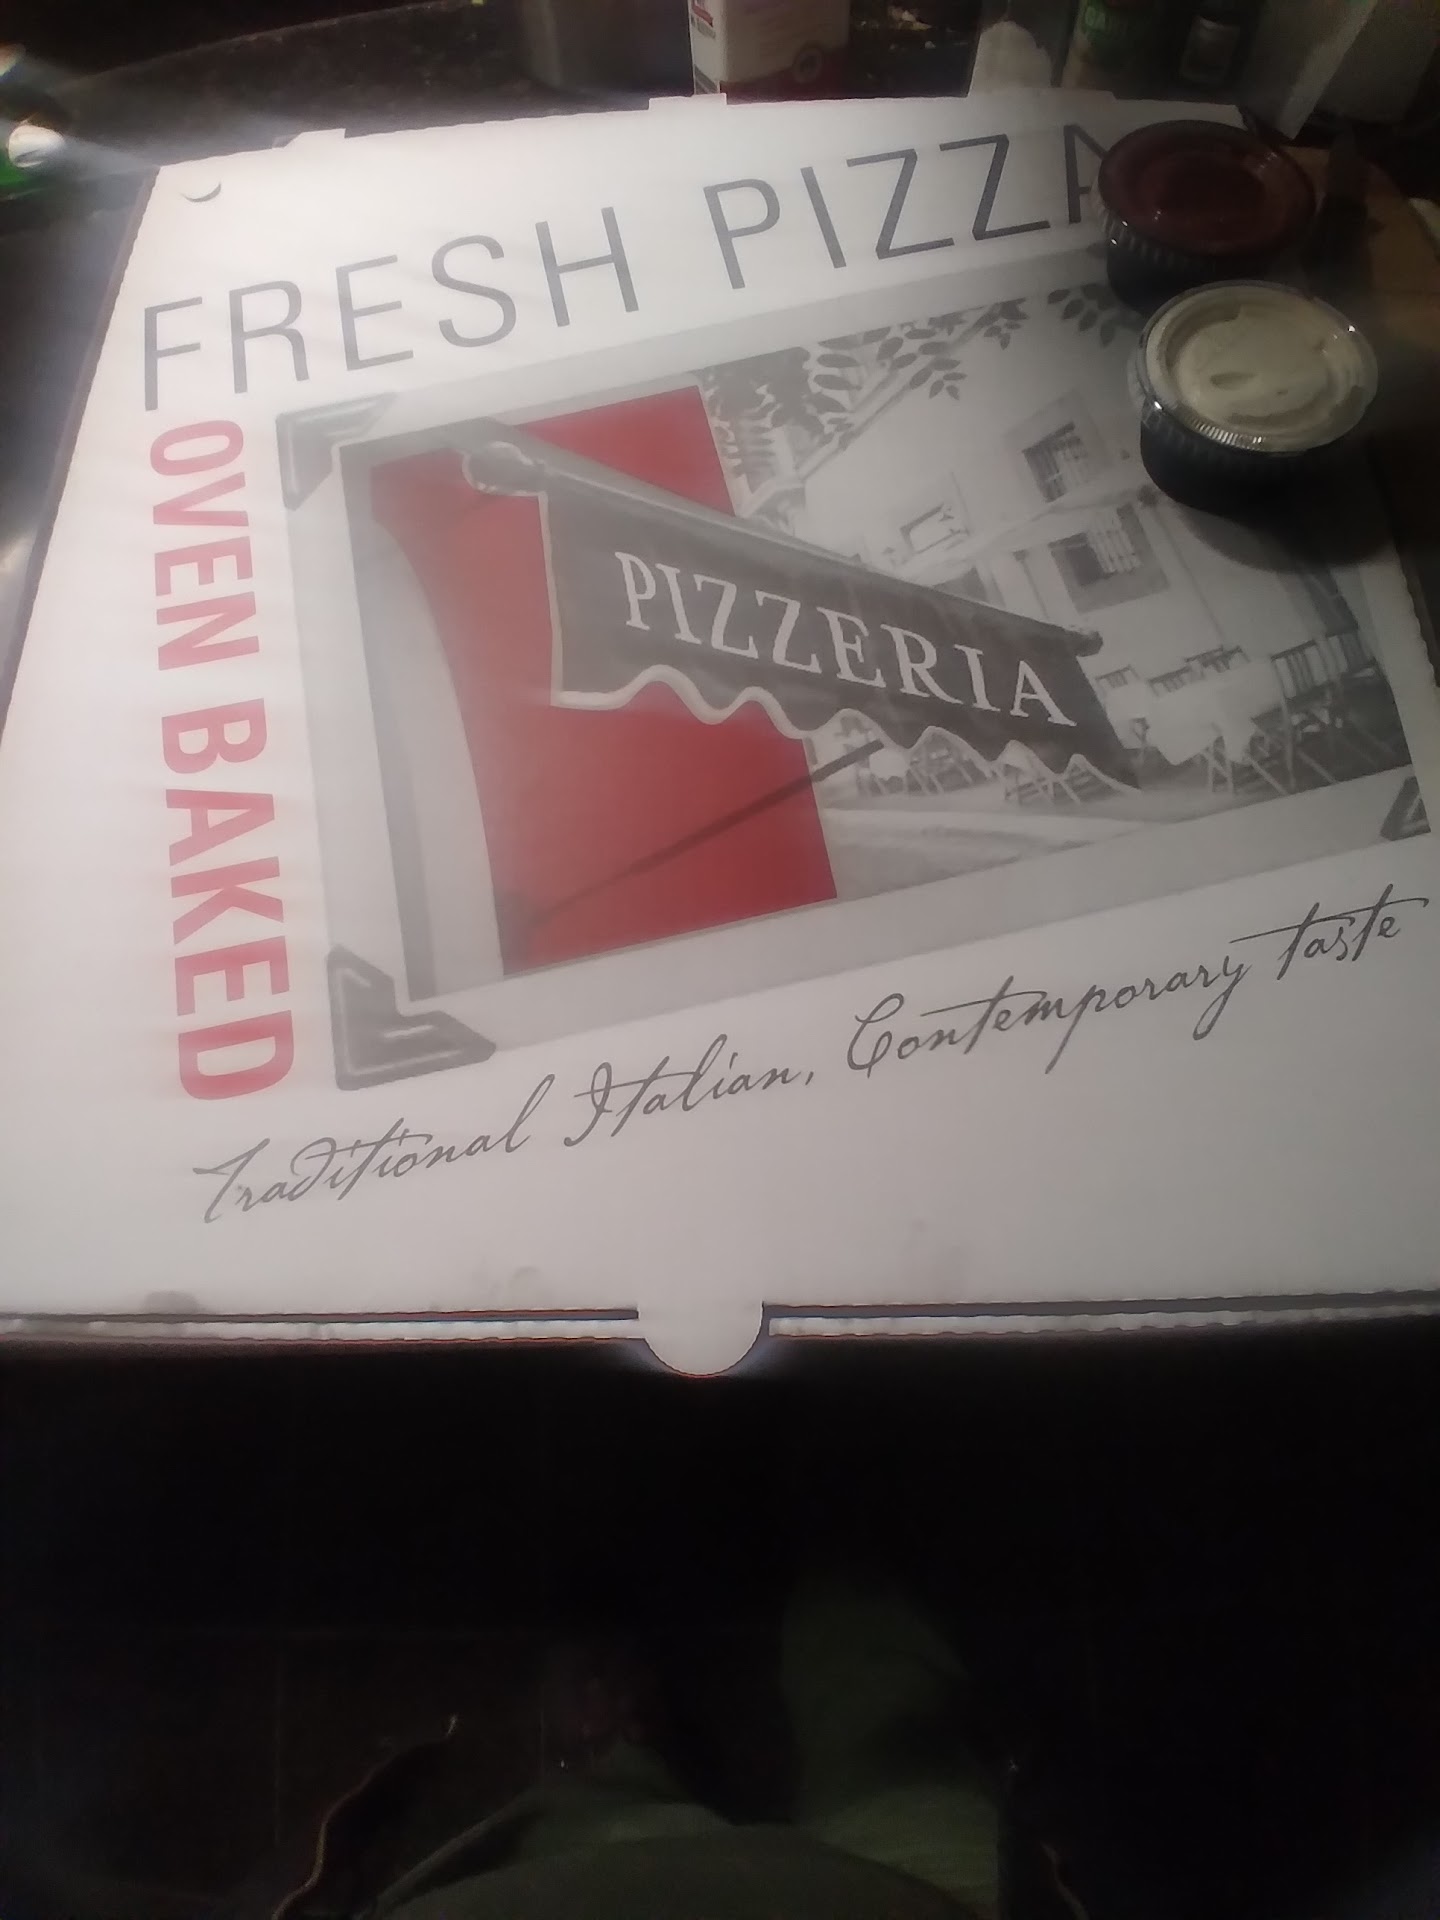 FRESH PIZZA
OVEN BAKED
PIZZERIA
Traditional Italian, Contemporary taste